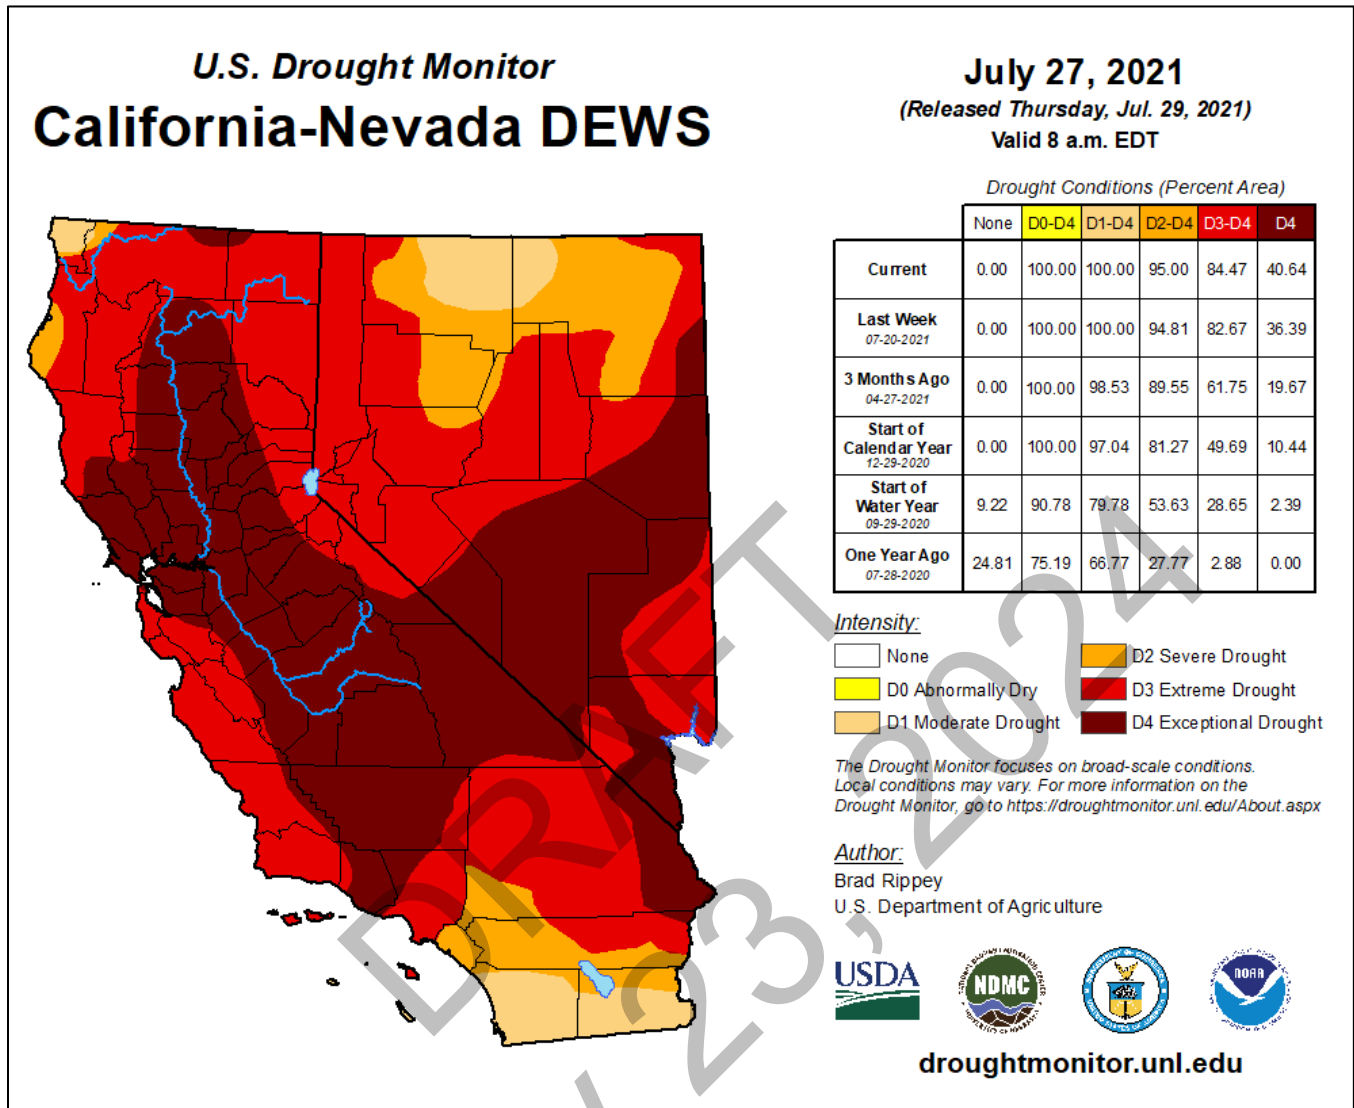 U.S. Drought Monitor
California-Nevada DEWS
July 27, 2021
(Released Thursday, Jul. 29, 2021)
Valid 8 a.m. EDT
Drought Conditions (Percent Area)
None D0-D4 D1-D4 D2-D4 D3-D4 D4
Current 0.00 100.00 100.00 95.00 84.47 40.64
Last Week
07-20-2021 0.00 100.00 100.00 94.81 82.67 36.39
3 Months Ago
04-27-2021 0.00 100.00 98.53 89.55 61.75 19.67
Start of
Calendar Year
12-29-2020 0.00 100.00 97.04 81.27 49.69 10.44
Start of
Water Year
09-29-2020 9.22 90.78 79.78 53.63 28.65 2.39
One Year Ago
07-28-2020 24.81 75.19 66.77 27.77 2.88 0.00
Intensity:
None
D0 Abnormally Dry
D1 Moderate Drought
D2 Severe Drought
D3 Extreme Drought
D4 Exceptional Drought
The Drought Monitor focuses on broad-scale conditions.
Local conditions may vary. For more information on the
Drought Monitor, go to https://droughtmonitor.unl.edu/About.aspx
Author:
Brad Rippey
U.S. Department of Agriculture
USDA
NDMC
NOAA
droughtmonitor.unl.edu
DRAFT
23, 2024